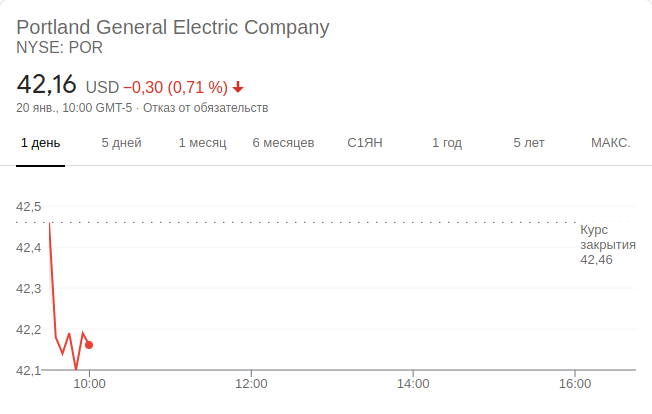 Portland General Electric Company
NYSE: POR
42,16 USD −0,30 (0,71 %)
20 янв., 10:00 GMT-5 · Отказ от обязательств
1 день 5 дней 1 месяц 6 месяцев С1ЯН 1 год 5 лет МАКС.
42,5
Курс
закрытия
42,46
42,4
42,3
42,2
42,1
10:00 12:00 14:00 16:00